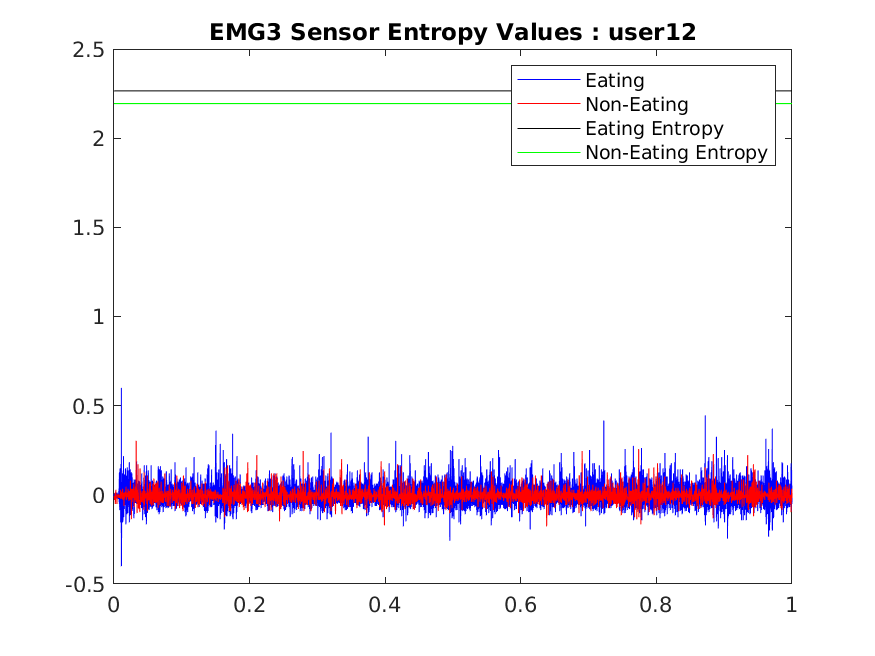 EMG3 Sensor Entropy Values : user12
2.5
Eating
Non-Eating
Eating Entropy
Non-Eating Entropy
2
1.5
1
0.5
0
-0.5
0 0.2 0.4 0.6 0.8 1